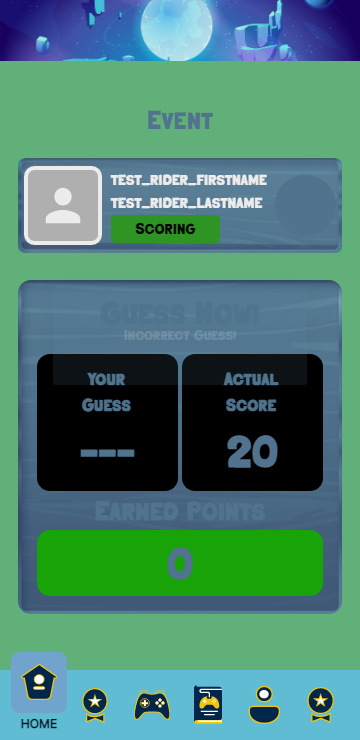 Event
TEST_RIDER_FIRSTNAME
TEST_RIDER_LASTNAME
Scoring
Guess Now!
Incorrect Guess!
Your Guess
---
Actual Score
20
Earned Points
0
HOME